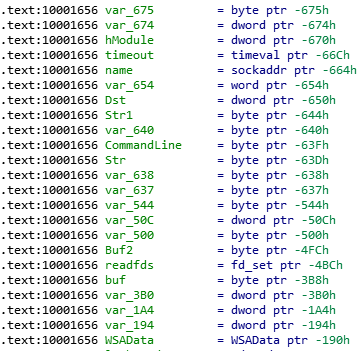 .text:10001656 var_675 = byte ptr -675h
.text:10001656 var_674 = dword ptr -674h
.text:10001656 hModule = dword ptr -670h
.text:10001656 timeout = timeval ptr -66Ch
.text:10001656 name = sockaddr ptr -664h
.text:10001656 var_654 = word ptr -654h
.text:10001656 Dst = dword ptr -650h
.text:10001656 Str1 = byte ptr -644h
.text:10001656 var_640 = byte ptr -640h
.text:10001656 CommandLine = byte ptr -63Fh
.text:10001656 Str = byte ptr -63Dh
.text:10001656 var_638 = byte ptr -638h
.text:10001656 var_637 = byte ptr -637h
.text:10001656 var_544 = byte ptr -544h
.text:10001656 var_50C = dword ptr -50Ch
.text:10001656 var_500 = byte ptr -500h
.text:10001656 Buf2 = byte ptr -4FCh
.text:10001656 readfds = fd_set ptr -4BCh
.text:10001656 buf = byte ptr -3B8h
.text:10001656 var_3B0 = dword ptr -3B0h
.text:10001656 var_1A4 = dword ptr -1A4h
.text:10001656 var_194 = dword ptr -194h
.text:10001656 WSAData = WSAData ptr -190h